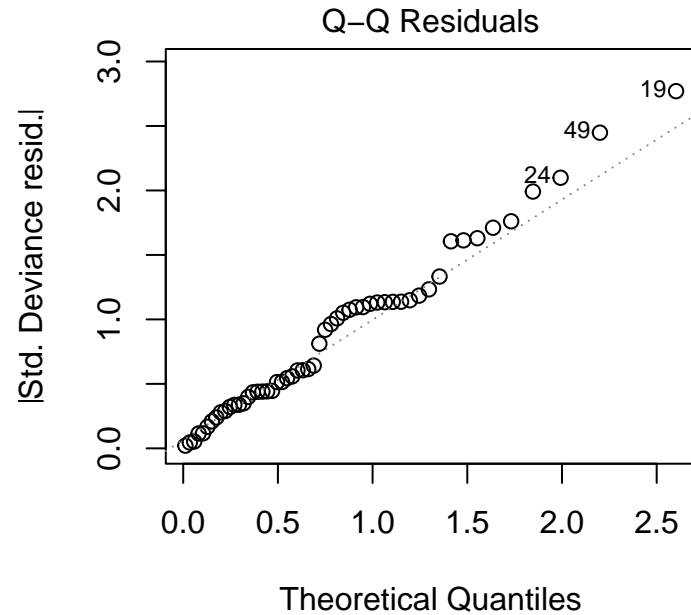 Q−Q Residuals
|Std. Deviance resid.|
3.0
2.0
1.0
0.0
19
49
24
0.0 0.5 1.0 1.5 2.0 2.5
Theoretical Quantiles